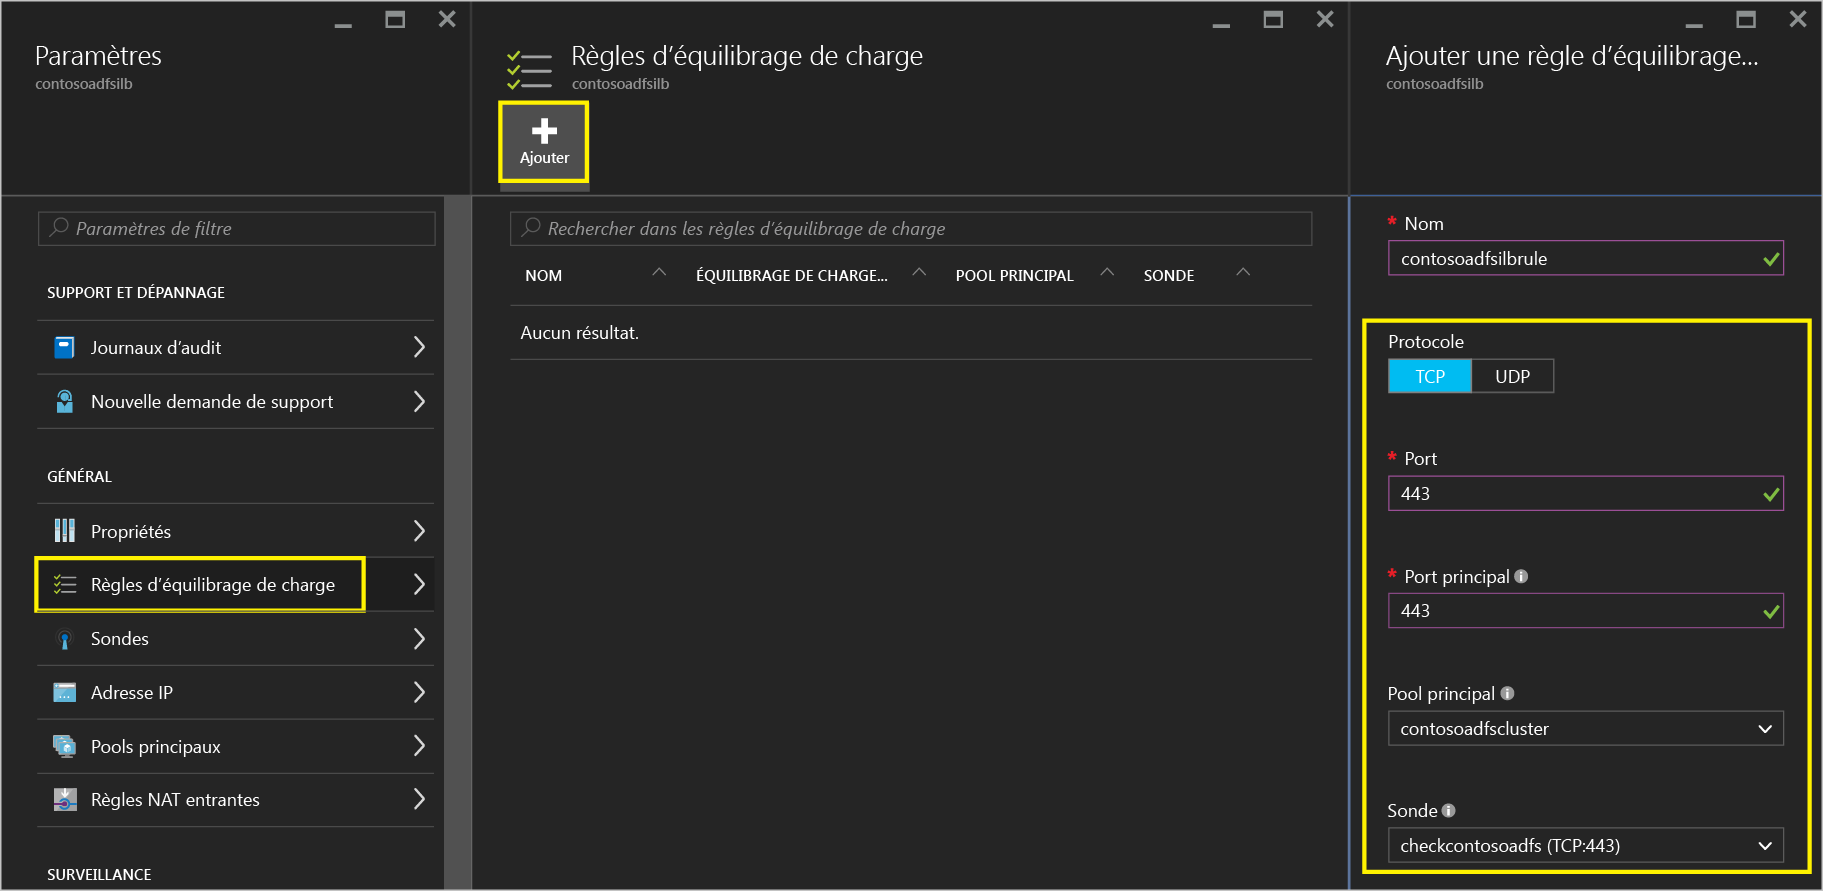 Paramètres
contosoadfsilb
Paramètres de filtre
SUPPORT ET DÉPANNAGE
Journaux d’audit
Nouvelle demande de support
GÉNÉRAL
Propriétés
Règles d’équilibrage de charge
Sondes
Adresse IP
Pools principaux
Règles NAT entrantes
SURVEILLANCE
Règles d’équilibrage de charge
contosoadfsilb
Ajouter
Rechercher dans les règles d’équilibrage de charge
NOM ÉQUILIBRAGE DE CHARGE... POOL PRINCIPAL SONDE
Aucun résultat.
Ajouter une règle d’équilibrage...
contosoadfsilb
* Nom
contosoadfsilbrule
Protocole
TCP UDP
* Port
443
* Port principal
443
Pool principal
contosoadfscluster
Sonde
checkcontosoadfs (TCP:443)